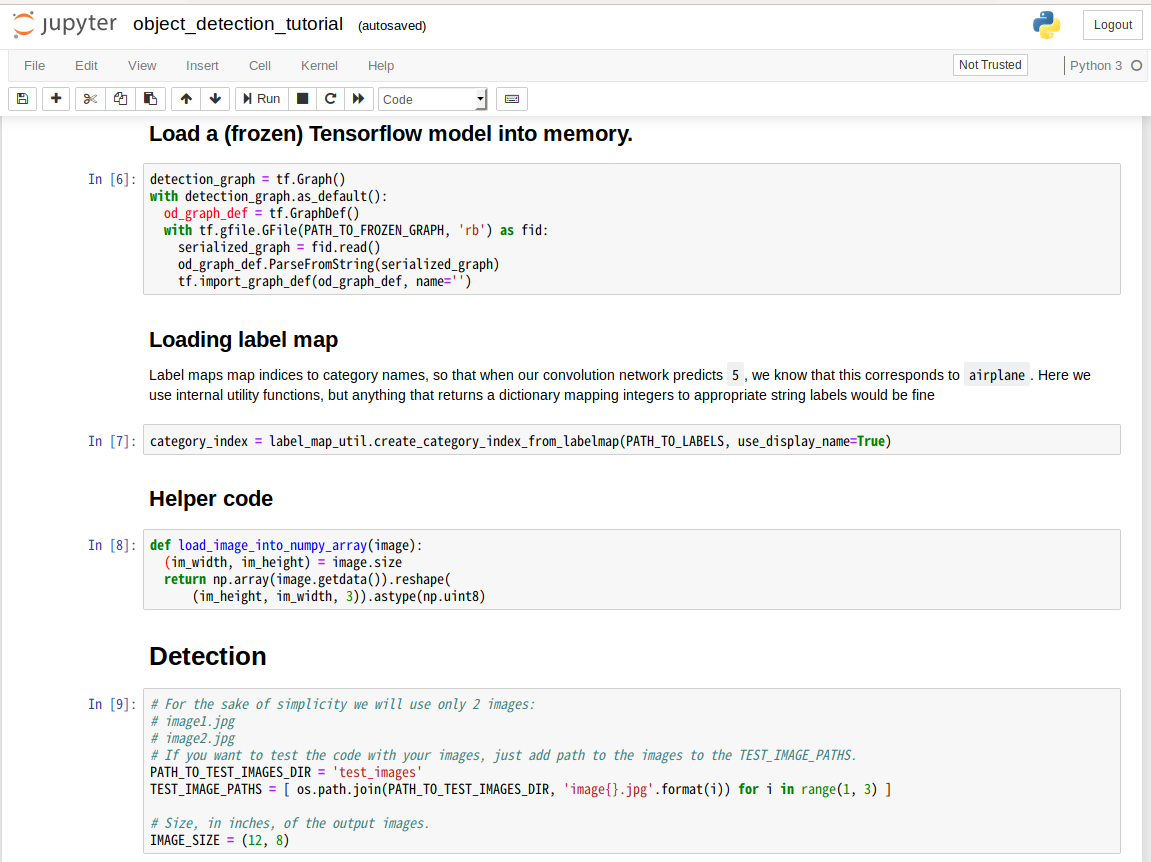 jupyter object_detection_tutorial (autosaved) Logout
File Edit View Insert Cell Kernel Help Not Trusted Python 3
Run Code
Load a (frozen) Tensorflow model into memory.
In [6]: detection_graph = tf.Graph()
with detection_graph.as_default():
  od_graph_def = tf.GraphDef()
  with tf.gfile.GFile(PATH_TO_FROZEN_GRAPH, 'rb') as fid:
    serialized_graph = fid.read()
    od_graph_def.ParseFromString(serialized_graph)
    tf.import_graph_def(od_graph_def, name='')
Loading label map
Label maps map indices to category names, so that when our convolution network predicts 5, we know that this corresponds to airplane. Here we
use internal utility functions, but anything that returns a dictionary mapping integers to appropriate string labels would be fine
In [7]: category_index = label_map_util.create_category_index_from_labelmap(PATH_TO_LABELS, use_display_name=True)
Helper code
In [8]: def load_image_into_numpy_array(image):
  (im_width, im_height) = image.size
  return np.array(image.getdata()).reshape(
      (im_height, im_width, 3)).astype(np.uint8)
Detection
In [9]: # For the sake of simplicity we will use only 2 images:
# image1.jpg
# image2.jpg
# If you want to test the code with your images, just add path to the images to the TEST_IMAGE_PATHS.
PATH_TO_TEST_IMAGES_DIR = 'test_images'
TEST_IMAGE_PATHS = [ os.path.join(PATH_TO_TEST_IMAGES_DIR, 'image{}.jpg'.format(i)) for i in range(1, 3) ]
# Size, in inches, of the output images.
IMAGE_SIZE = (12, 8)